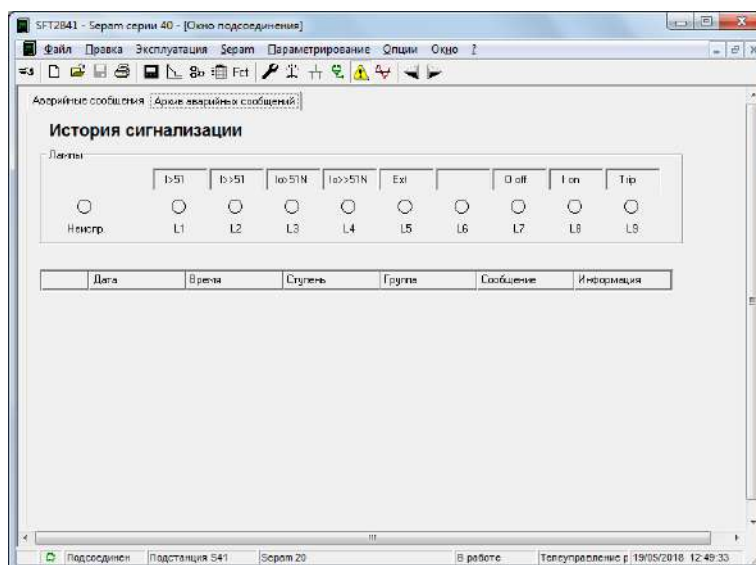 SFT2841 - Sepam серии 40 - [Окно подсоединения]
Файл Правка Эксплуатация Sepam Параметрирование Опции Окно ?
Fct
Аварийные сообщения Архив аварийных сообщений
История сигнализации
Лампы
I>51 I>>51 Io>51N Io>>51N Ext O off I on Trip
Неиспр. L1 L2 L3 L4 L5 L6 L7 L8 L9
Дата Время Ступень Группа Сообщение Информация
Подсоединен Подстанция S41 Sepam 20 В работе Телеуправление р 19/05/2018 12:49:33